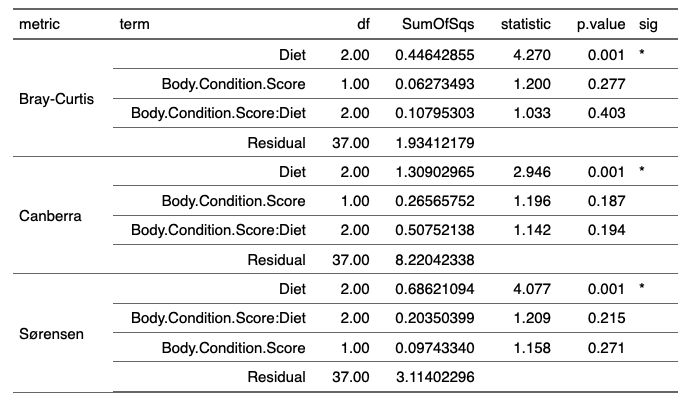 metric term df SumOfSqs statistic p.value sig
Bray-Curtis
Diet 2.00 0.44642855 4.270 0.001 *
Body.Condition.Score 1.00 0.06273493 1.200 0.277
Body.Condition.Score:Diet 2.00 0.10795303 1.033 0.403
Residual 37.00 1.93412179
Canberra
Diet 2.00 1.30902965 2.946 0.001 *
Body.Condition.Score 1.00 0.26565752 1.196 0.187
Body.Condition.Score:Diet 2.00 0.50752138 1.142 0.194
Residual 37.00 8.22042338
Sørensen
Diet 2.00 0.68621094 4.077 0.001 *
Body.Condition.Score:Diet 2.00 0.20350399 1.209 0.215
Body.Condition.Score 1.00 0.09743340 1.158 0.271
Residual 37.00 3.11402296